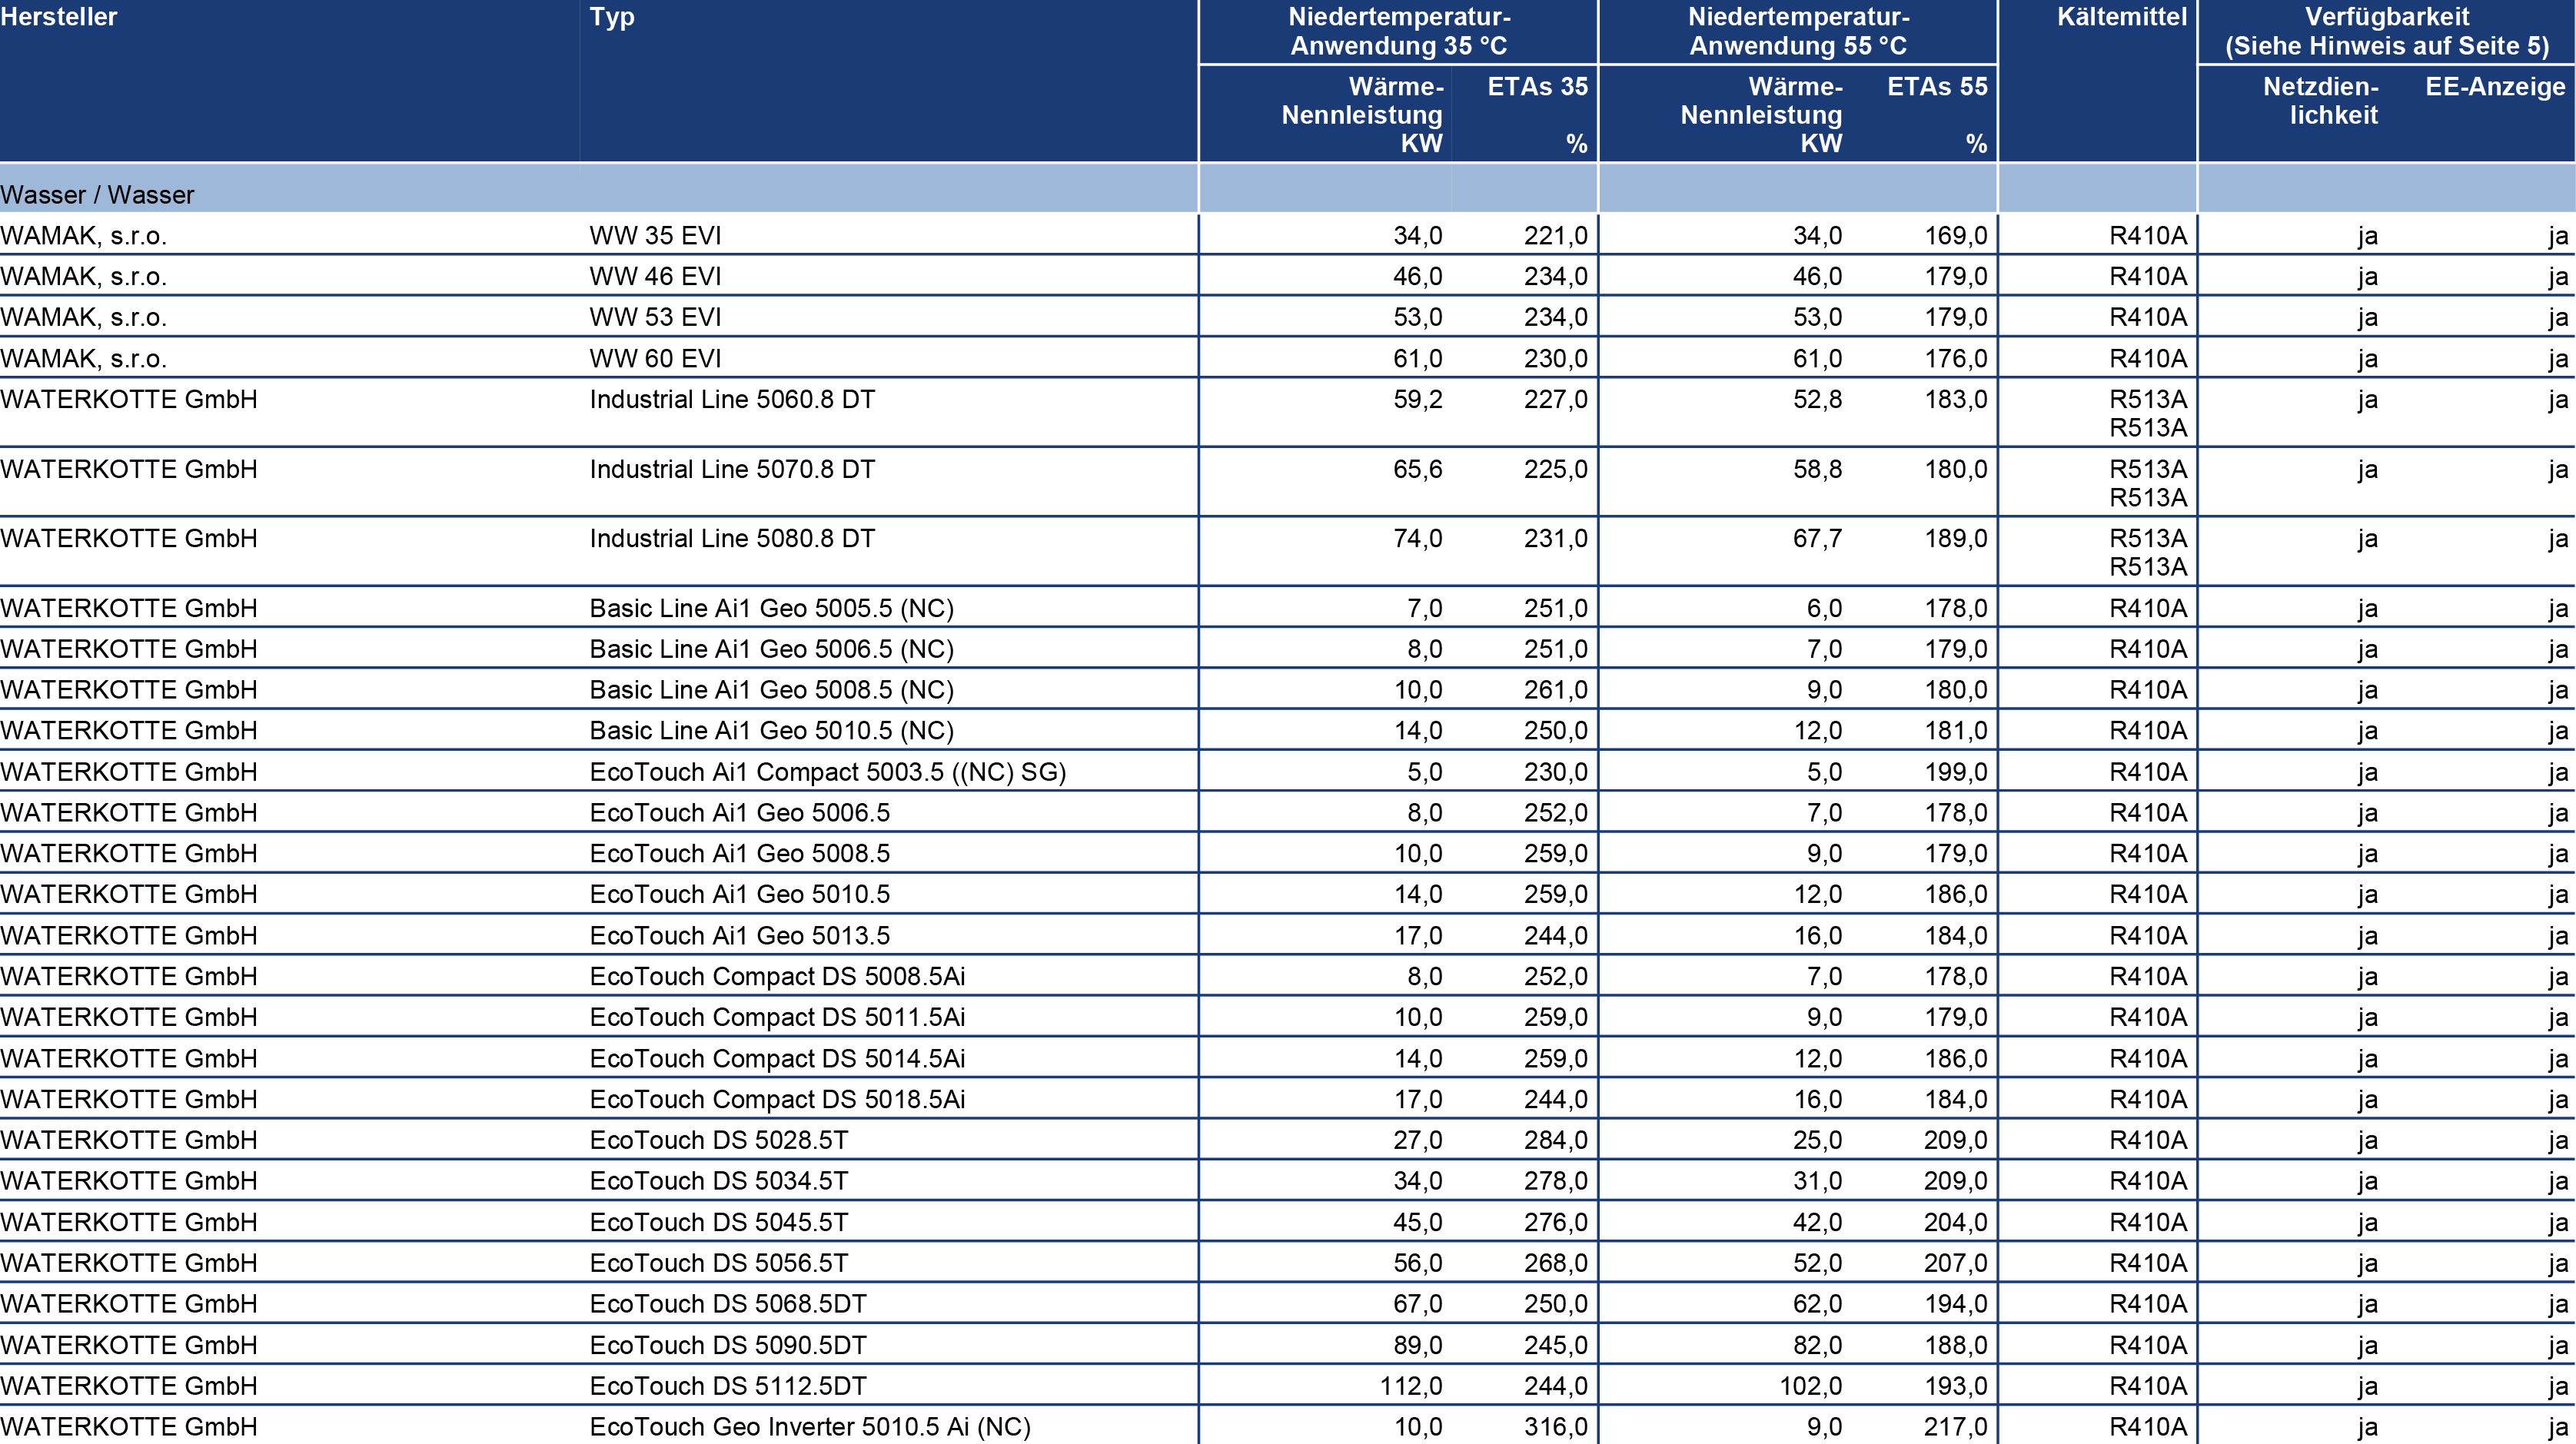 Hersteller Typ Niedertemperatur- Niedertemperatur- Kältemittel Verfügbarkeit
Anwendung 35 °C Anwendung 55 °C (Siehe Hinweis auf Seite 5)
Wärme- ETAs 35 Wärme- ETAs 55 Netzdien- EE-Anzeige
Nennleistung Nennleistung lichkeit
KW % KW %
Wasser / Wasser
WAMAK, s.r.o. WW 35 EVI 34,0 221,0 34,0 169,0 R410A ja ja
WAMAK, s.r.o. WW 46 EVI 46,0 234,0 46,0 179,0 R410A ja ja
WAMAK, s.r.o. WW 53 EVI 53,0 234,0 53,0 179,0 R410A ja ja
WAMAK, s.r.o. WW 60 EVI 61,0 230,0 61,0 176,0 R410A ja ja
WATERKOTTE GmbH Industrial Line 5060.8 DT 59,2 227,0 52,8 183,0 R513A ja ja
R513A
WATERKOTTE GmbH Industrial Line 5070.8 DT 65,6 225,0 58,8 180,0 R513A ja ja
R513A
WATERKOTTE GmbH Industrial Line 5080.8 DT 74,0 231,0 67,7 189,0 R513A ja ja
R513A
WATERKOTTE GmbH Basic Line Ai1 Geo 5005.5 (NC) 7,0 251,0 6,0 178,0 R410A ja ja
WATERKOTTE GmbH Basic Line Ai1 Geo 5006.5 (NC) 8,0 251,0 7,0 179,0 R410A ja ja
WATERKOTTE GmbH Basic Line Ai1 Geo 5008.5 (NC) 10,0 261,0 9,0 180,0 R410A ja ja
WATERKOTTE GmbH Basic Line Ai1 Geo 5010.5 (NC) 14,0 250,0 12,0 181,0 R410A ja ja
WATERKOTTE GmbH EcoTouch Ai1 Compact 5003.5 ((NC) SG) 5,0 230,0 5,0 199,0 R410A ja ja
WATERKOTTE GmbH EcoTouch Ai1 Geo 5006.5 8,0 252,0 7,0 178,0 R410A ja ja
WATERKOTTE GmbH EcoTouch Ai1 Geo 5008.5 10,0 259,0 9,0 179,0 R410A ja ja
WATERKOTTE GmbH EcoTouch Ai1 Geo 5010.5 14,0 259,0 12,0 186,0 R410A ja ja
WATERKOTTE GmbH EcoTouch Ai1 Geo 5013.5 17,0 244,0 16,0 184,0 R410A ja ja
WATERKOTTE GmbH EcoTouch Compact DS 5008.5Ai 8,0 252,0 7,0 178,0 R410A ja ja
WATERKOTTE GmbH EcoTouch Compact DS 5011.5Ai 10,0 259,0 9,0 179,0 R410A ja ja
WATERKOTTE GmbH EcoTouch Compact DS 5014.5Ai 14,0 259,0 12,0 186,0 R410A ja ja
WATERKOTTE GmbH EcoTouch Compact DS 5018.5Ai 17,0 244,0 16,0 184,0 R410A ja ja
WATERKOTTE GmbH EcoTouch DS 5028.5T 27,0 284,0 25,0 209,0 R410A ja ja
WATERKOTTE GmbH EcoTouch DS 5034.5T 34,0 278,0 31,0 209,0 R410A ja ja
WATERKOTTE GmbH EcoTouch DS 5045.5T 45,0 276,0 42,0 204,0 R410A ja ja
WATERKOTTE GmbH EcoTouch DS 5056.5T 56,0 268,0 52,0 207,0 R410A ja ja
WATERKOTTE GmbH EcoTouch DS 5068.5DT 67,0 250,0 62,0 194,0 R410A ja ja
WATERKOTTE GmbH EcoTouch DS 5090.5DT 89,0 245,0 82,0 188,0 R410A ja ja
WATERKOTTE GmbH EcoTouch DS 5112.5DT 112,0 244,0 102,0 193,0 R410A ja ja
WATERKOTTE GmbH EcoTouch Geo Inverter 5010.5 Ai (NC) 10,0 316,0 9,0 217,0 R410A ja ja